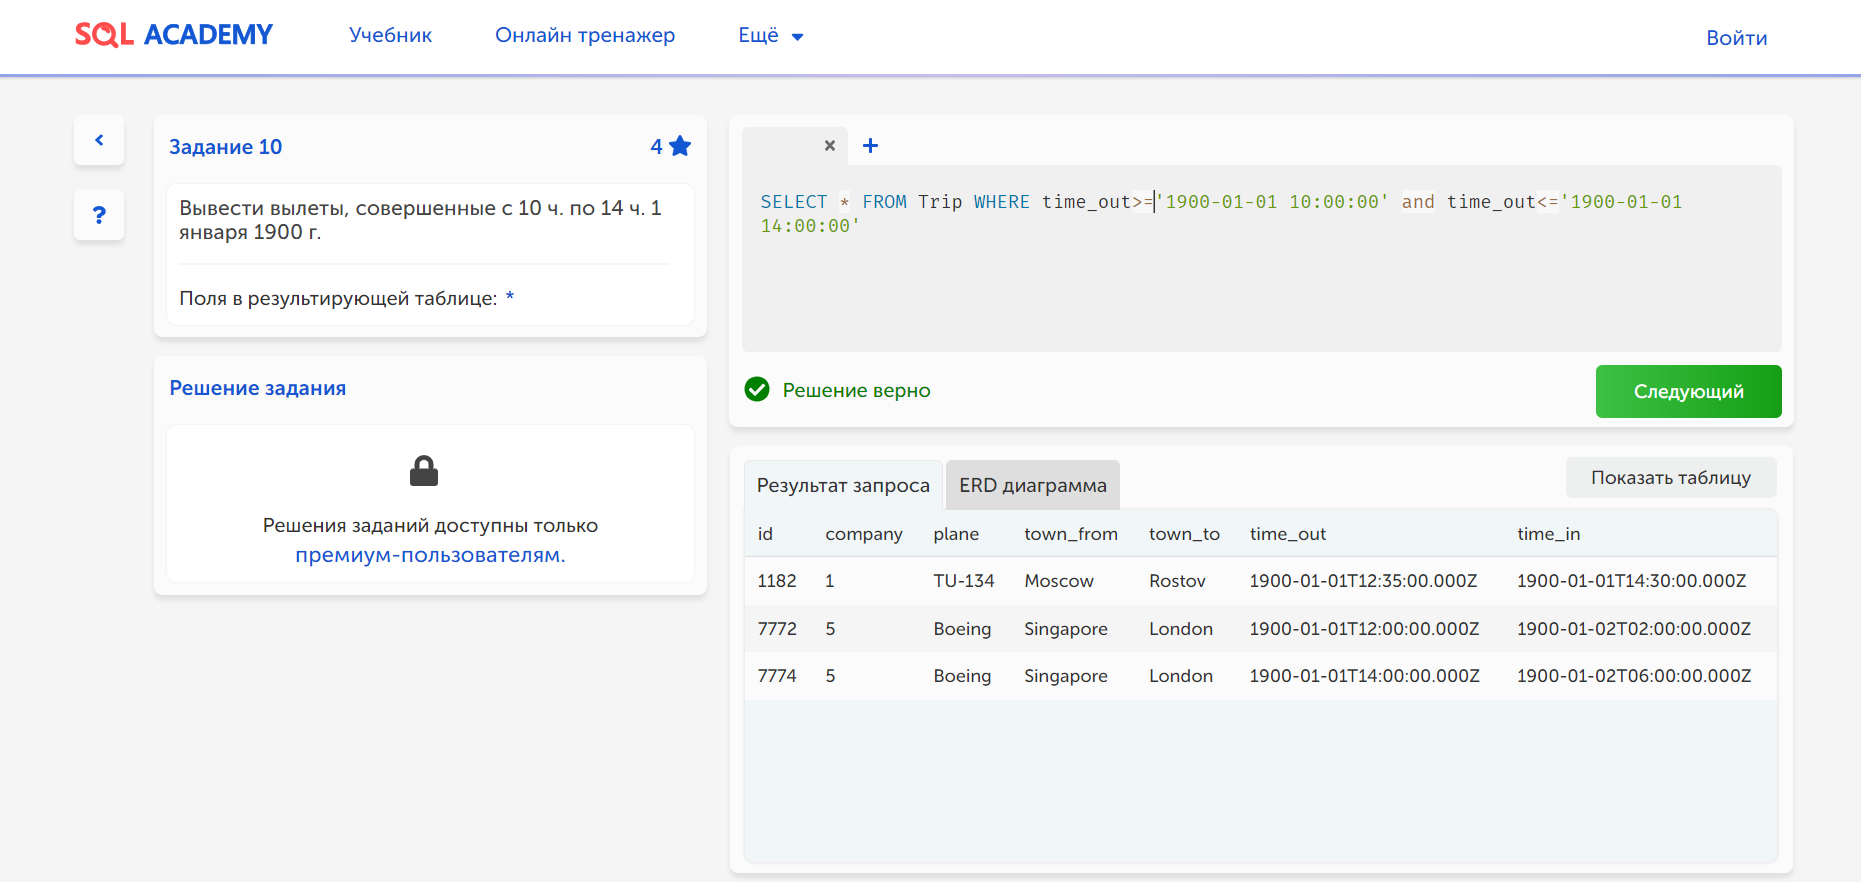 SQL ACADEMY
Учебник
Онлайн тренажер
Ещё
Войти
Задание 10
4
Вывести вылеты, совершенные с 10 ч. по 14 ч. 1
января 1900 г.
Поля в результирующей таблице: *
Решение задания
Решения заданий доступны только
премиум-пользователям.
SELECT * FROM Trip WHERE time_out>='1900-01-01 10:00:00' and time_out<='1900-01-01
14:00:00'
Решение верно
Следующий
Результат запроса
ERD диаграмма
Показать таблицу
id company plane town_from town_to time_out time_in
1182 1 TU-134 Moscow Rostov 1900-01-01T12:35:00.000Z 1900-01-01T14:30:00.000Z
7772 5 Boeing Singapore London 1900-01-01T12:00:00.000Z 1900-01-02T02:00:00.000Z
7774 5 Boeing Singapore London 1900-01-01T14:00:00.000Z 1900-01-02T06:00:00.000Z